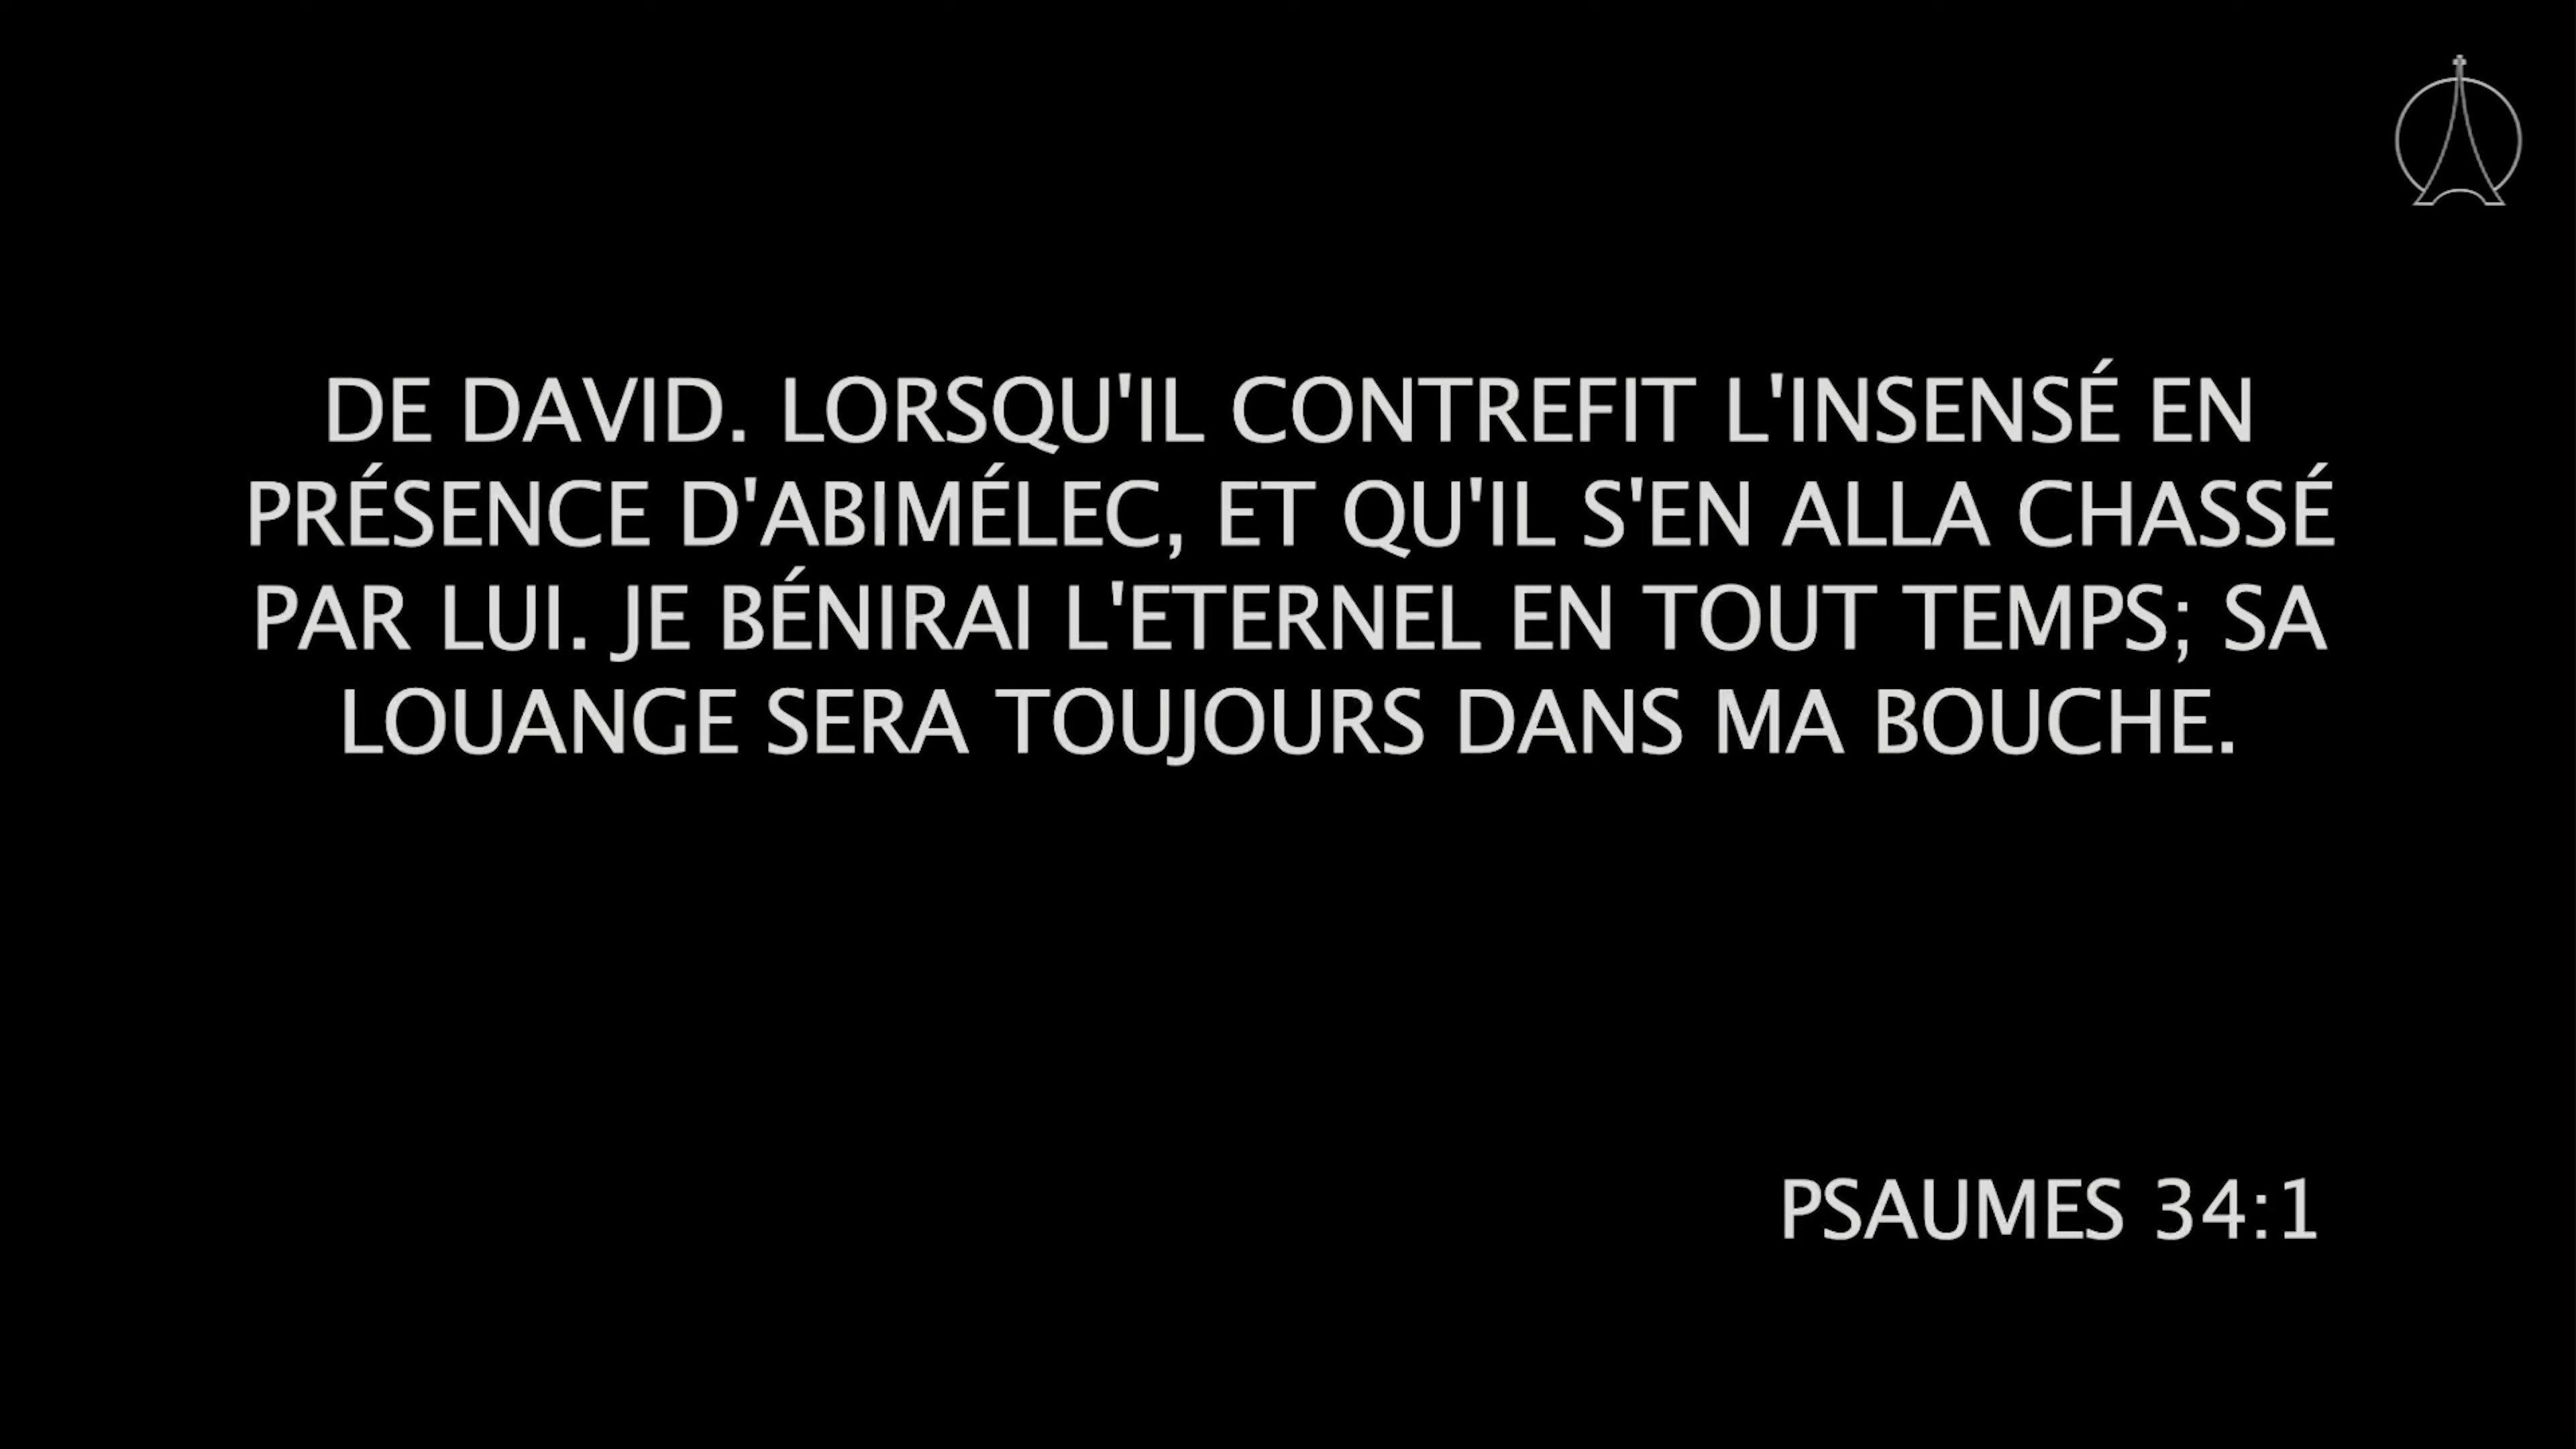 DE DAVID. LORSQU'IL CONTREFIT L'INSENSÉ EN
PRÉSENCE D'ABIMÉLEC, ET QU'IL S'EN ALLA CHASSÉ
PAR LUI. JE BÉNIRAI L'ETERNEL EN TOUT TEMPS; SA
LOUANGE SERA TOUJOURS DANS MA BOUCHE.
PSAUMES 34:1